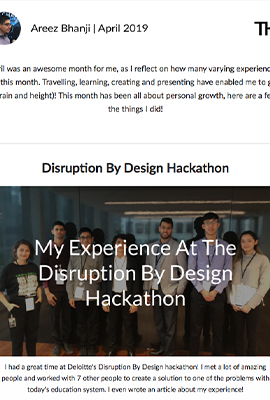 Areez Bhanji | April 2019
TH
ril was an awesome month for me, as I reflect on how many varying experienc
this month. Travelling, learning, creating and presenting have enabled me to g
rain and height)! This month has been all about personal growth, here are a fe
the things I did!
Disruption By Design Hackathon
My Experience At The
Disruption By Design
Hackathon
I had a great time at Deloitte's Disruption By Design hackathon! I met a lot of amazing
people and worked with 7 other people to create a solution to one of the problems with
today's education system. I even wrote an article about my experience!